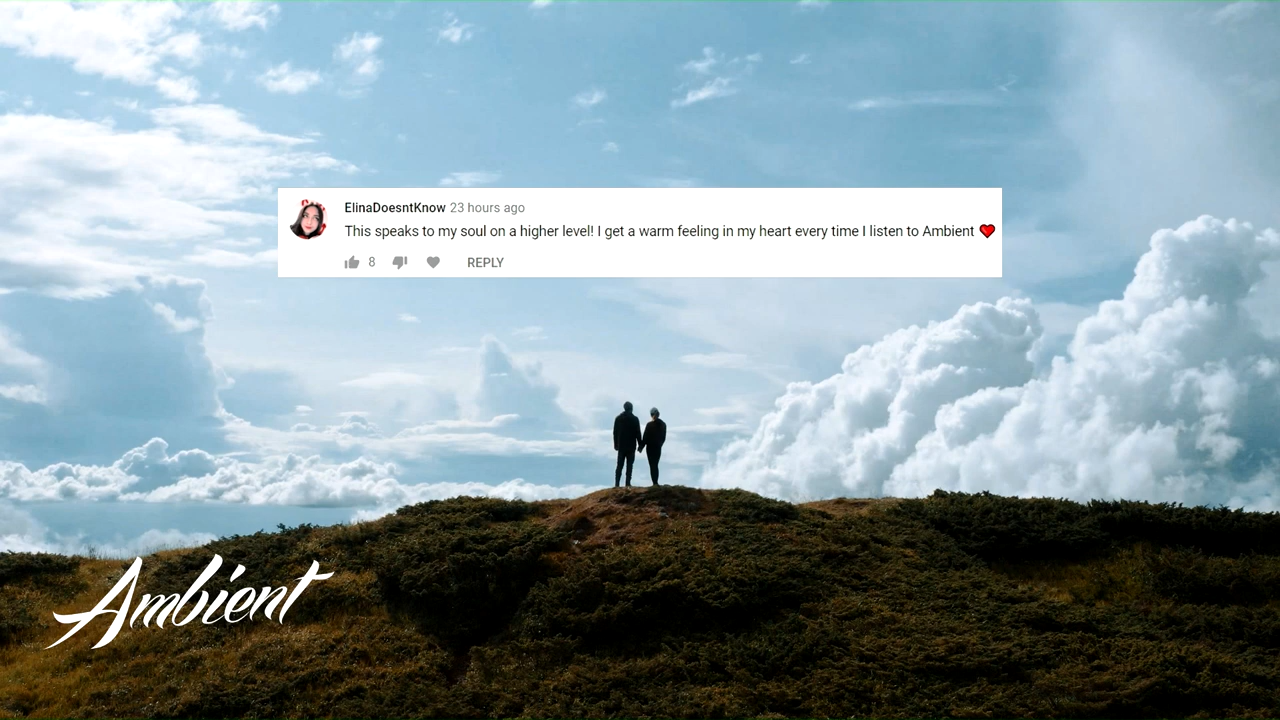 ElinaDoesntKnow 23 hours ago
This speaks to my soul on a higher level! I get a warm feeling in my heart every time I listen to Ambient ❤
8 REPLY
Ambient